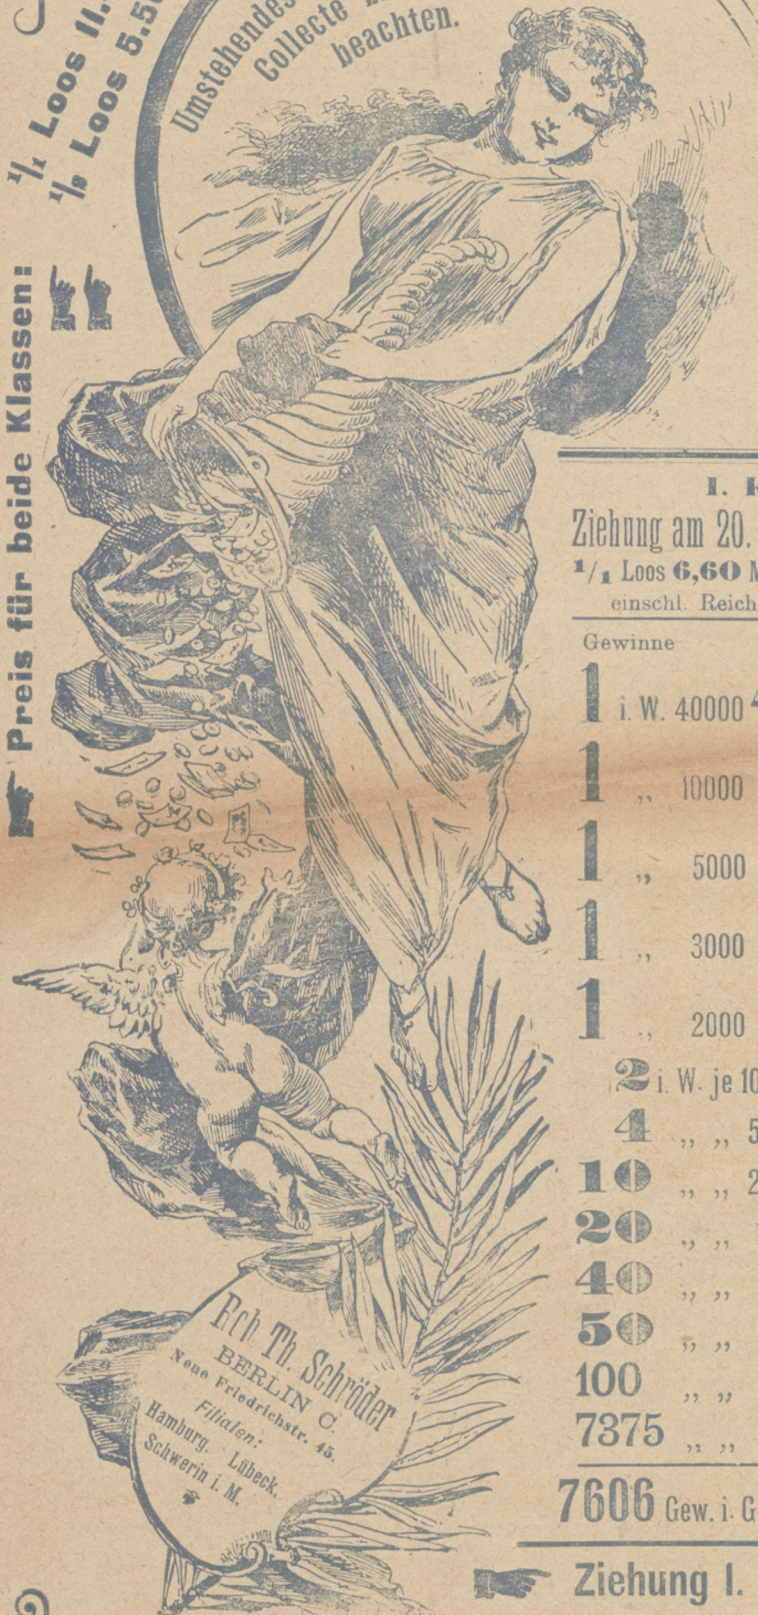 1/1 Loos 11.
1/2 Loos 5.50
Preis für beide Klassen:
Umstehendes
Collecte
beachten.
I.
Ziehung am 20.
1/1 Loos 6,60 M
einschl. Reich
Gewinne
1 i. W. 40000
1 „ 10000
1 „ 5000
1 „ 3000
1 „ 2000
2 i. W. je 10
4 „ „ 5
10 „ „ 2
20 „ „
40 „ „
50 „ „
100 „ „
7375 „ „
7606 Gew. i. G
Ziehung I.
Rch. Th. Schröder
BERLIN C.
Neue Friedrichstr. 45.
Filialen:
Hamburg. Lübeck.
Schwerin i. M.